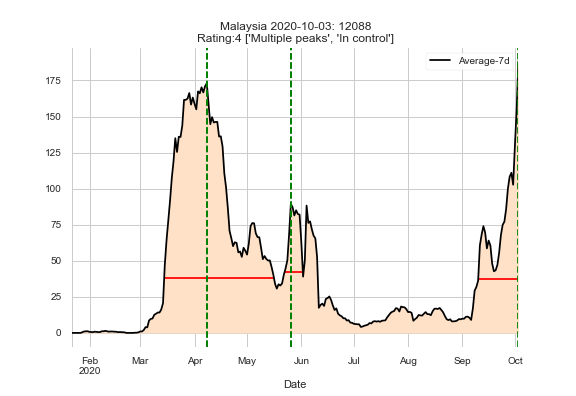 Malaysia 2020-10-03: 12088
Rating:4 ['Multiple peaks', 'In control']
Average-7d
175
150
125
100
75
50
25
0
Feb Mar Apr May Jun Jul Aug Sep Oct
2020
Date